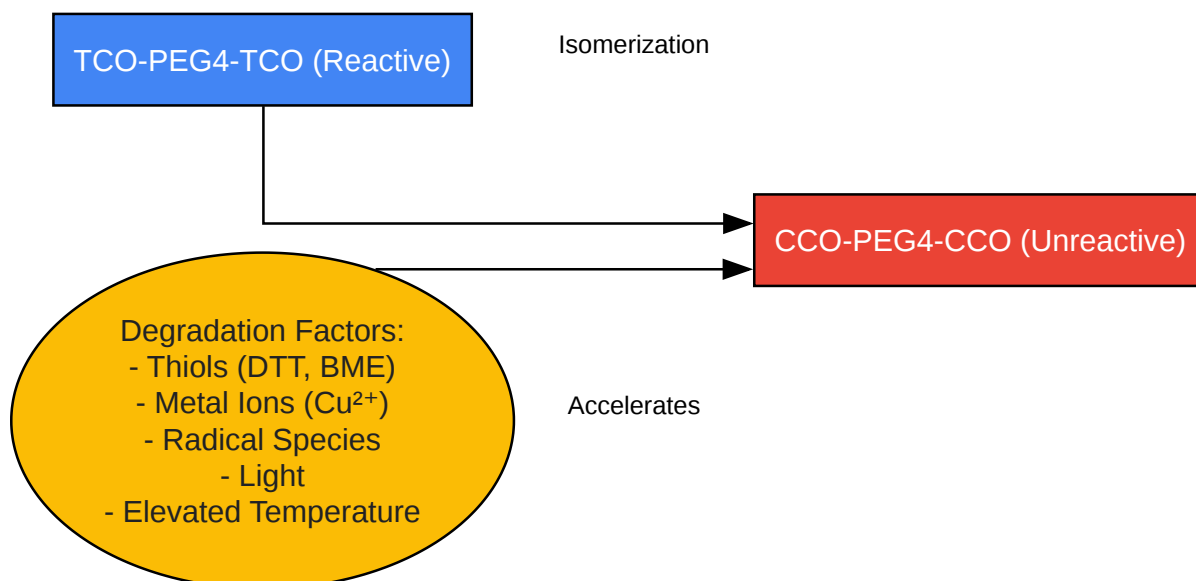 TCO-PEG4-TCO (Reactive)
Isomerization
CCO-PEG4-CCO (Unreactive)
Degradation Factors:
- Thiols (DTT, BME)
- Metal Ions (Cu²⁺)
- Radical Species
- Light
- Elevated Temperature
Accelerates